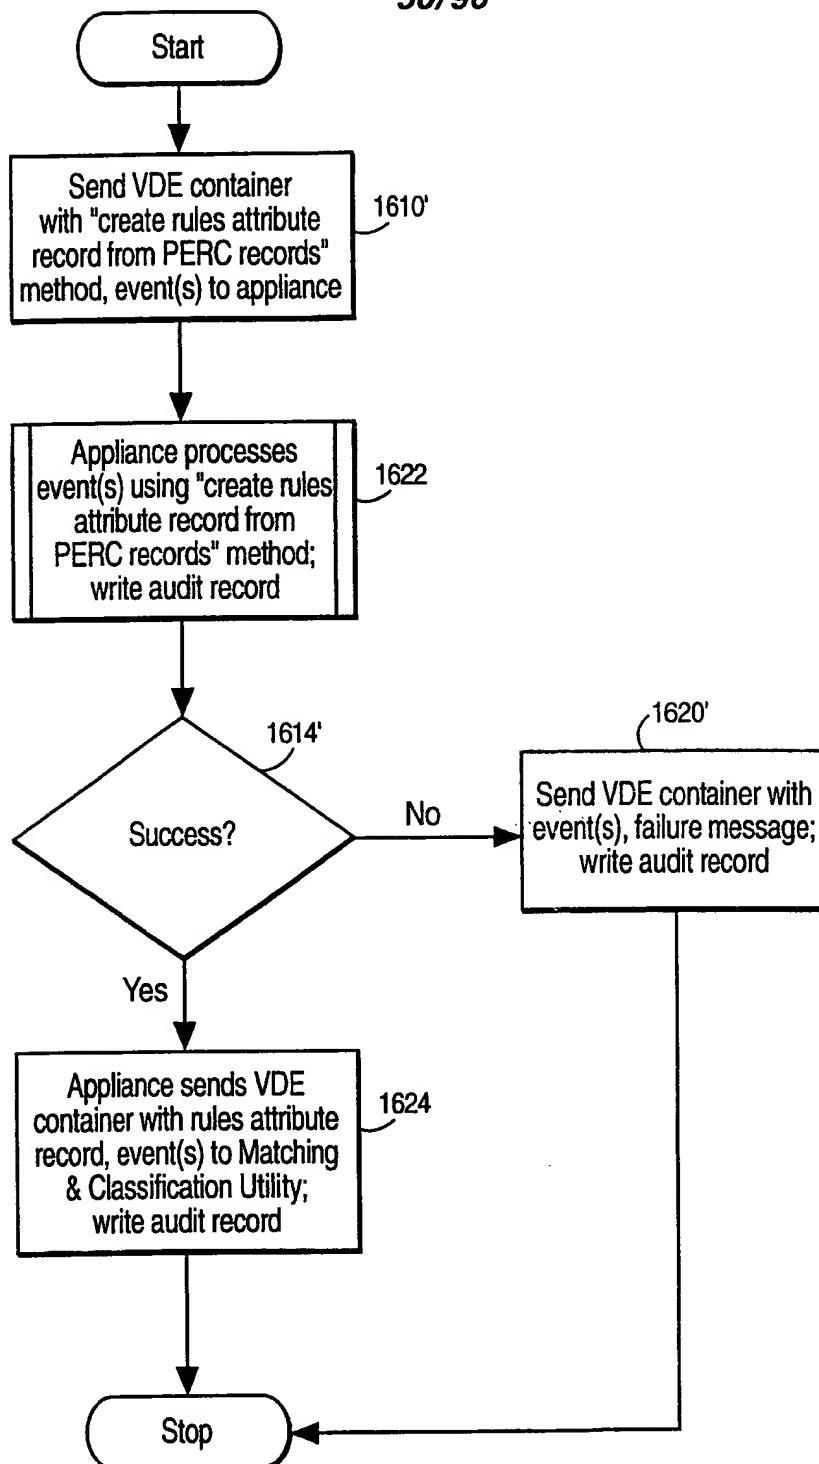 Start
Send VDE container
with "create rules attribute
record from PERC records"
method, event(s) to appliance
1610'
Appliance processes
event(s) using "create rules
attribute record from
PERC records" method;
write audit record
1622
1614'
Success?
No
1620'
Send VDE container with
event(s), failure message;
write audit record
Yes
Appliance sends VDE
container with rules attribute
record, event(s) to Matching
& Classification Utility;
write audit record
1624
Stop